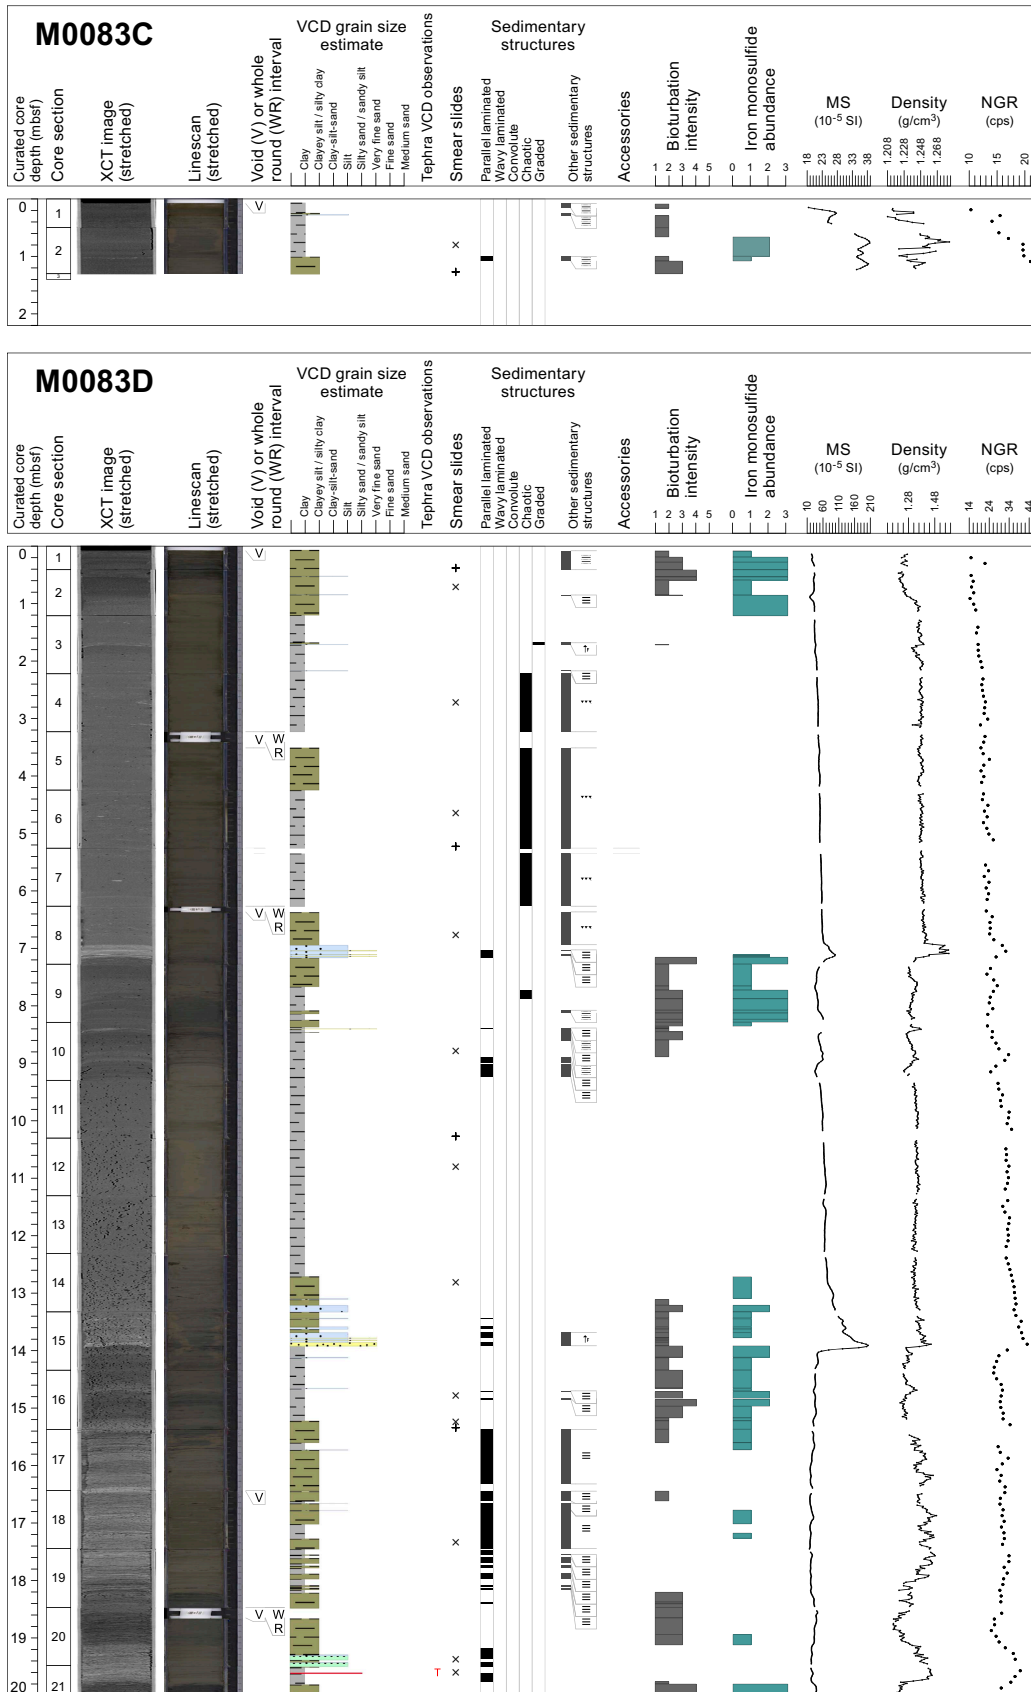 M0083C
VCD grain size
estimate
Sedimentary
structures
Curated core
depth (mbsf)
Core section
XCT image
(stretched)
Linescan
(stretched)
Void (V) or whole
round (WR) interval
Clay
Clayey silt / silty clay
Clay-silt-sand
Silt
Silty sand / sandy silt
Very fine sand
Fine sand
Medium sand
Tephra VCD observations
Smear slides
Parallel laminated
Wavy laminated
Convolute
Chaotic
Graded
Other sedimentary
structures
Accessories
Bioturbation
intensity
1 2 3 4 5
Iron monosulfide
abundance
0 1 2 3
MS
(10-5 SI)
18 23 28 33 38
Density
(g/cm3)
1.208 1.228 1.248 1.268
NGR
(cps)
10 15 20
0
1
2
1
2
3
V
M0083D
VCD grain size
estimate
Sedimentary
structures
Curated core
depth (mbsf)
Core section
XCT image
(stretched)
Linescan
(stretched)
Void (V) or whole
round (WR) interval
Clay
Clayey silt / silty clay
Clay-silt-sand
Silt
Silty sand / sandy silt
Very fine sand
Fine sand
Medium sand
Tephra VCD observations
Smear slides
Parallel laminated
Wavy laminated
Convolute
Chaotic
Graded
Other sedimentary
structures
Accessories
Bioturbation
intensity
1 2 3 4 5
Iron monosulfide
abundance
0 1 2 3
MS
(10-5 SI)
10 60 110 160 210
Density
(g/cm3)
1.28 1.48
NGR
(cps)
14 24 34 44
0
1
2
3
4
5
6
7
8
9
10
11
12
13
14
15
16
17
18
19
20
1
2
3
4
5
6
7
8
9
10
11
12
13
14
15
16
17
18
19
20
21
V
V W
R
V W
R
V
V W
R
T